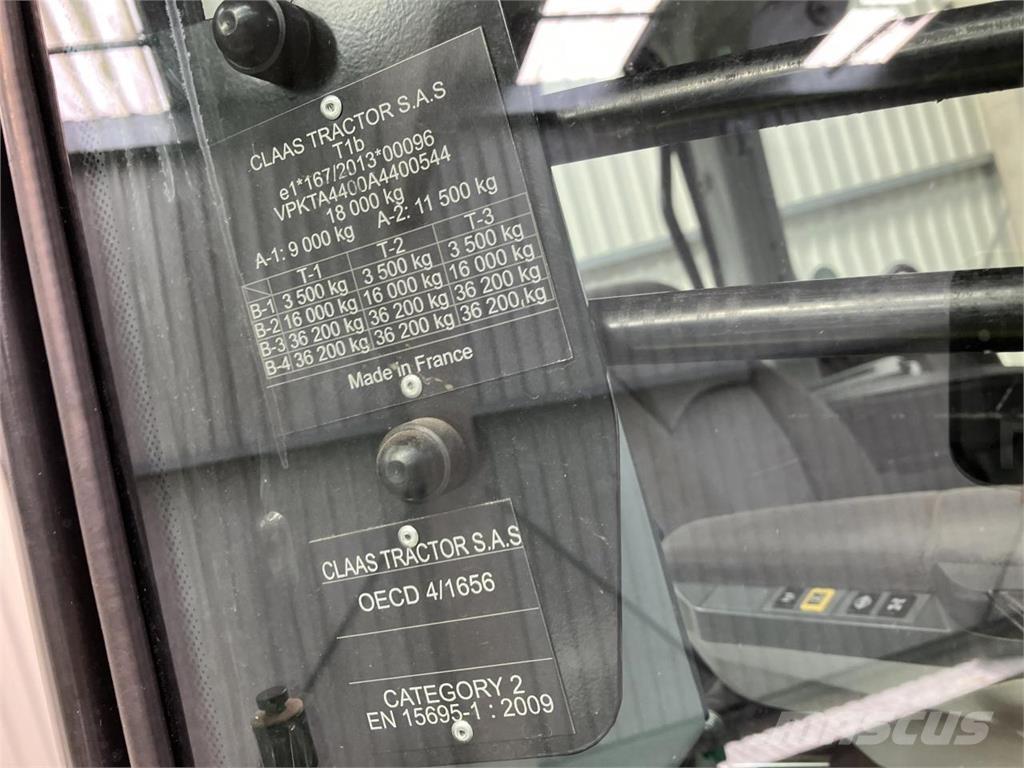 CLAAS TRACTOR S.A.S
T1b
e1*167/2013*00096
VPKTA4400A4400544
18 000 kg
A-1: 9 000 kg A-2: 11 500 kg
T-1 T-2 T-3
B-1 3 500 kg 3 500 kg 3 500 kg
B-2 16 000 kg 16 000 kg 16 000 kg
B-3 36 200 kg 36 200 kg 36 200 kg
B-4 36 200 kg 36 200 kg 36 200 kg
Made in France
CLAAS TRACTOR S.A.S
OECD 4/1656
CATEGORY 2
EN 15695-1 : 2009
MASCUS